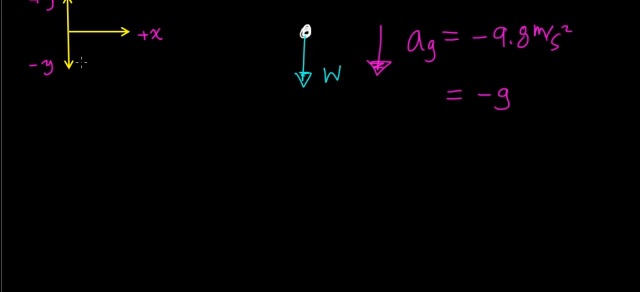 +y
+x
-y
W
a_g = -9.8 m/s²
= -g